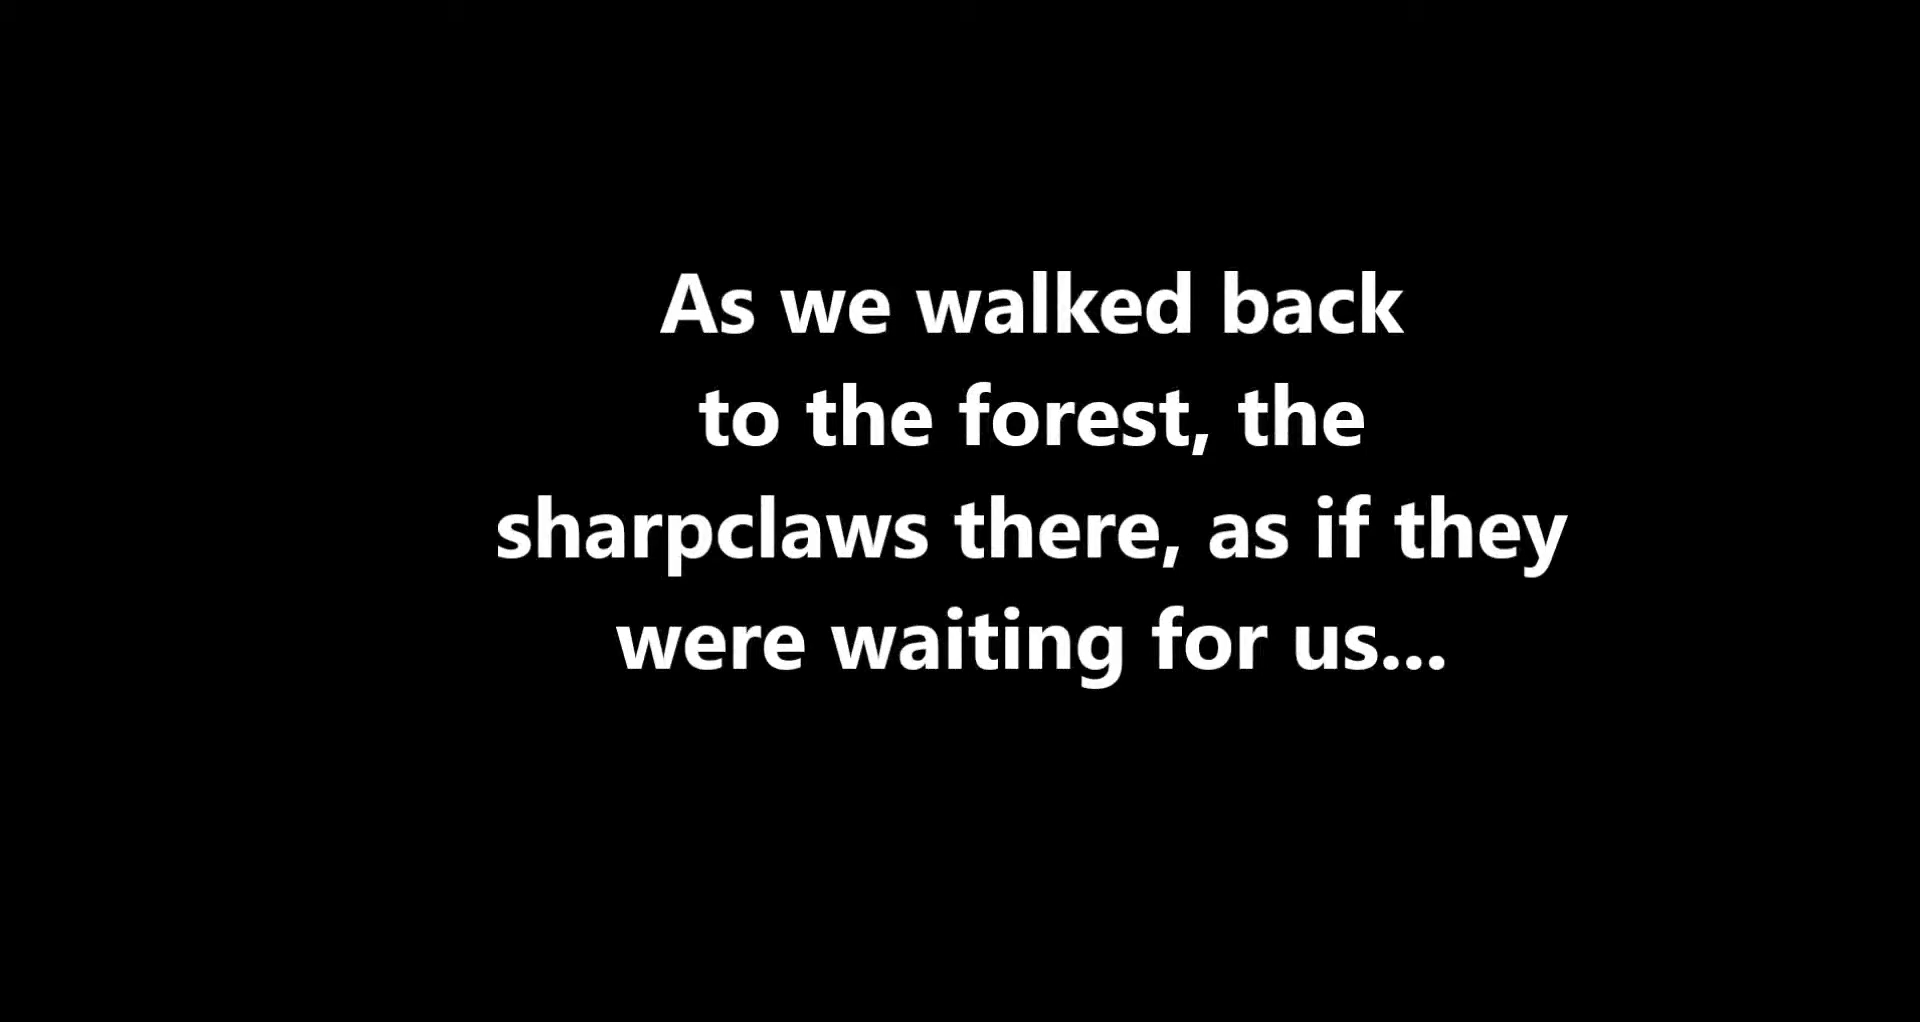 As we walked back
to the forest, the
sharpclaws there, as if they
were waiting for us...